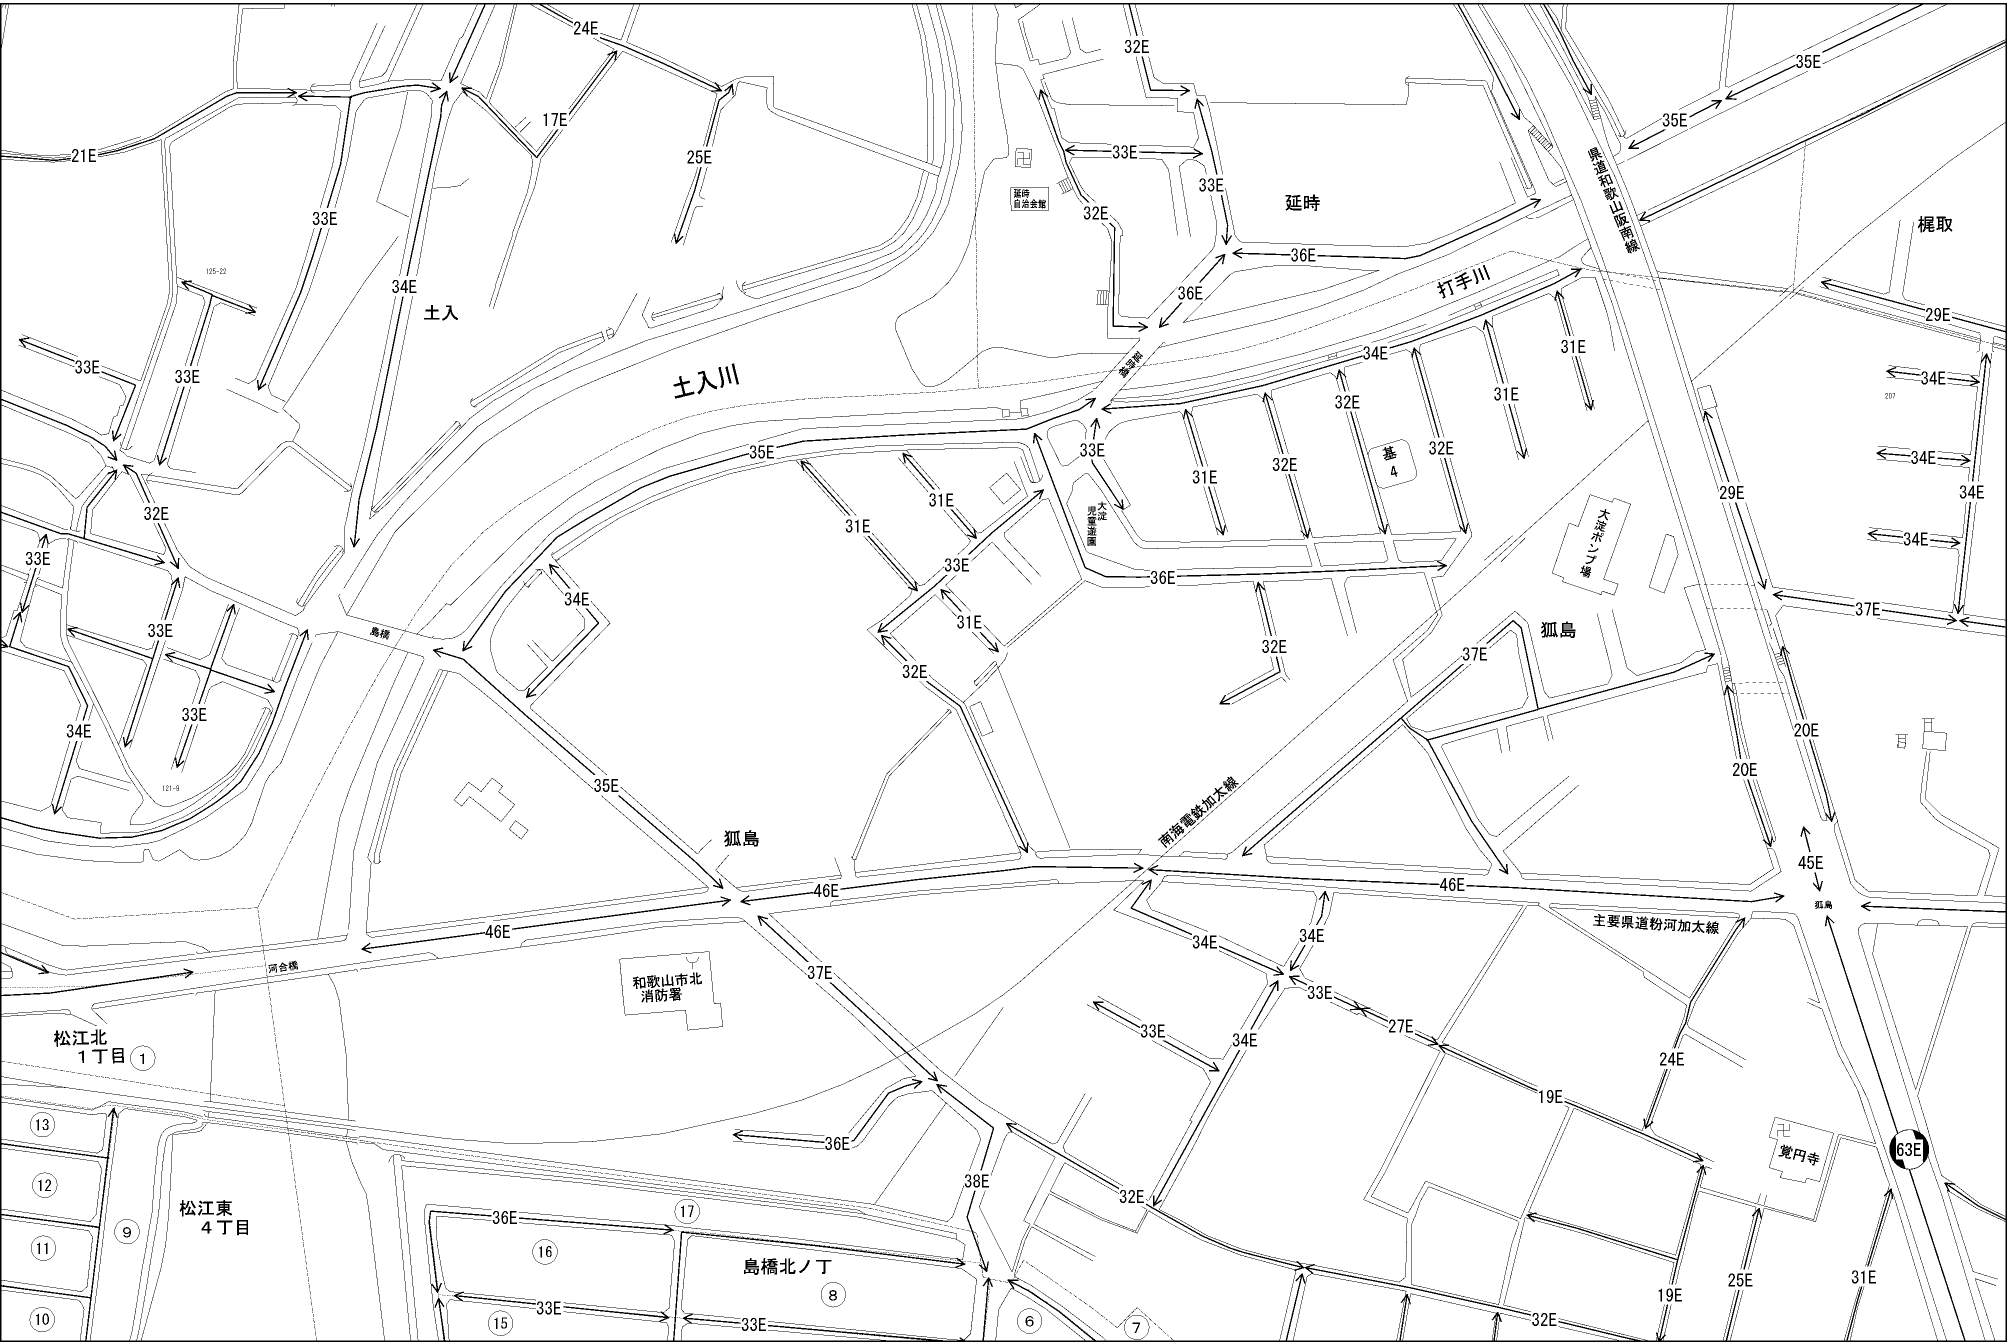 24E
32E
35E
17E
35E
21E
25E
33E
県道和歌山阪南線
33E
延時
自治会館
32E
延時
梶取
33E
36E
125-22
34E
土入
36E
打手川
29E
31E
34E
33E
33E
土入川
延時橋
31E
32E
34E
207
35E
33E
31E
32E
32E
基
4
34E
31E
31E
29E
34E
32E
大淀
児童遊園
大淀ポンプ場
34E
33E
33E
36E
34E
31E
37E
33E
島橋
32E
32E
37E
狐島
33E
34E
20E
20E
35E
121-9
狐島
南海電鉄加太線
45E
46E
46E
狐島
46E
34E
34E
主要県道粉河加太線
河合橋
和歌山市北
消防署
37E
33E
27E
33E
34E
24E
松江北
1丁目
1
19E
13
36E
覚円寺
63E
12
38E
32E
松江東
4丁目
9
36E
17
11
16
島橋北ノ丁
8
25E
31E
19E
10
15
33E
33E
6
7
32E